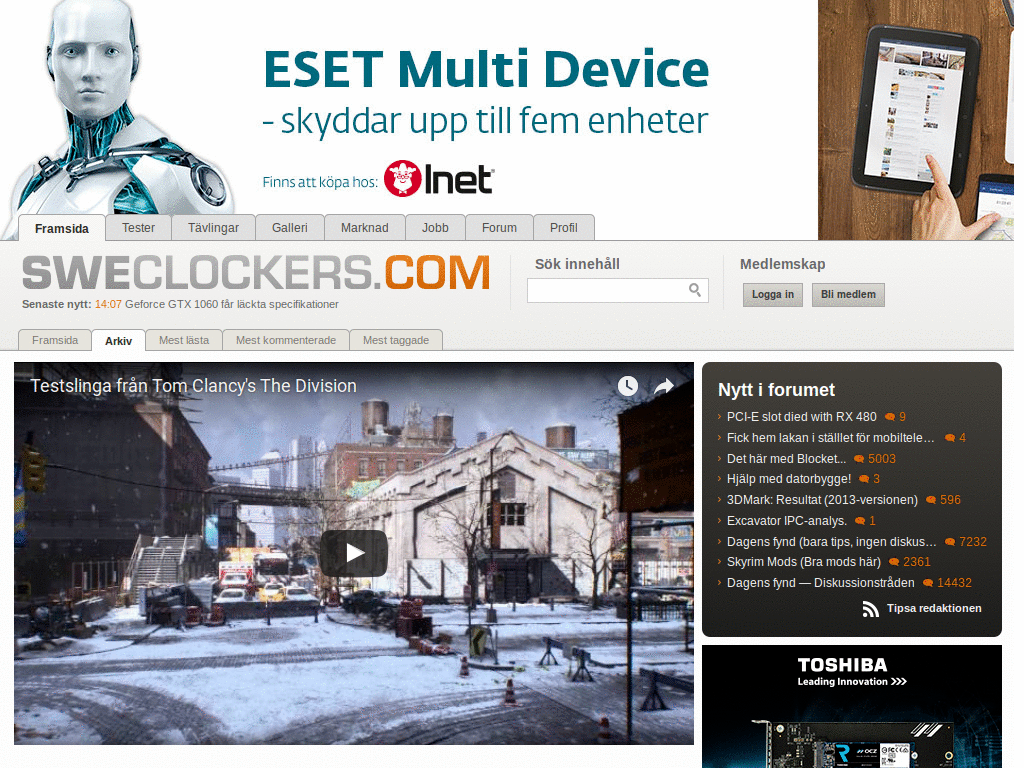 ESET Multi Device
- skyddar upp till fem enheter
Finns att köpa hos: Inet
Framsida Tester Tävlingar Galleri Marknad Jobb Forum Profil
SWECLOCKERS.COM
Sök innehåll
Medlemskap
Logga in Bli medlem
Senaste nytt: 14:07 Geforce GTX 1060 får läckta specifikationer
Framsida Arkiv Mest lästa Mest kommenterade Mest taggade
Testslinga från Tom Clancy's The Division
Nytt i forumet
› PCI-E slot died with RX 480 9
› Fick hem lakan i ställlet för mobiltele... 4
› Det här med Blocket... 5003
› Hjälp med datorbygge! 3
› 3DMark: Resultat (2013-versionen) 596
› Excavator IPC-analys. 1
› Dagens fynd (bara tips, ingen diskus... 7232
› Skyrim Mods (Bra mods här) 2361
› Dagens fynd — Diskussionstråden 14432
Tipsa redaktionen
TOSHIBA
Leading Innovation >>>
OCZ